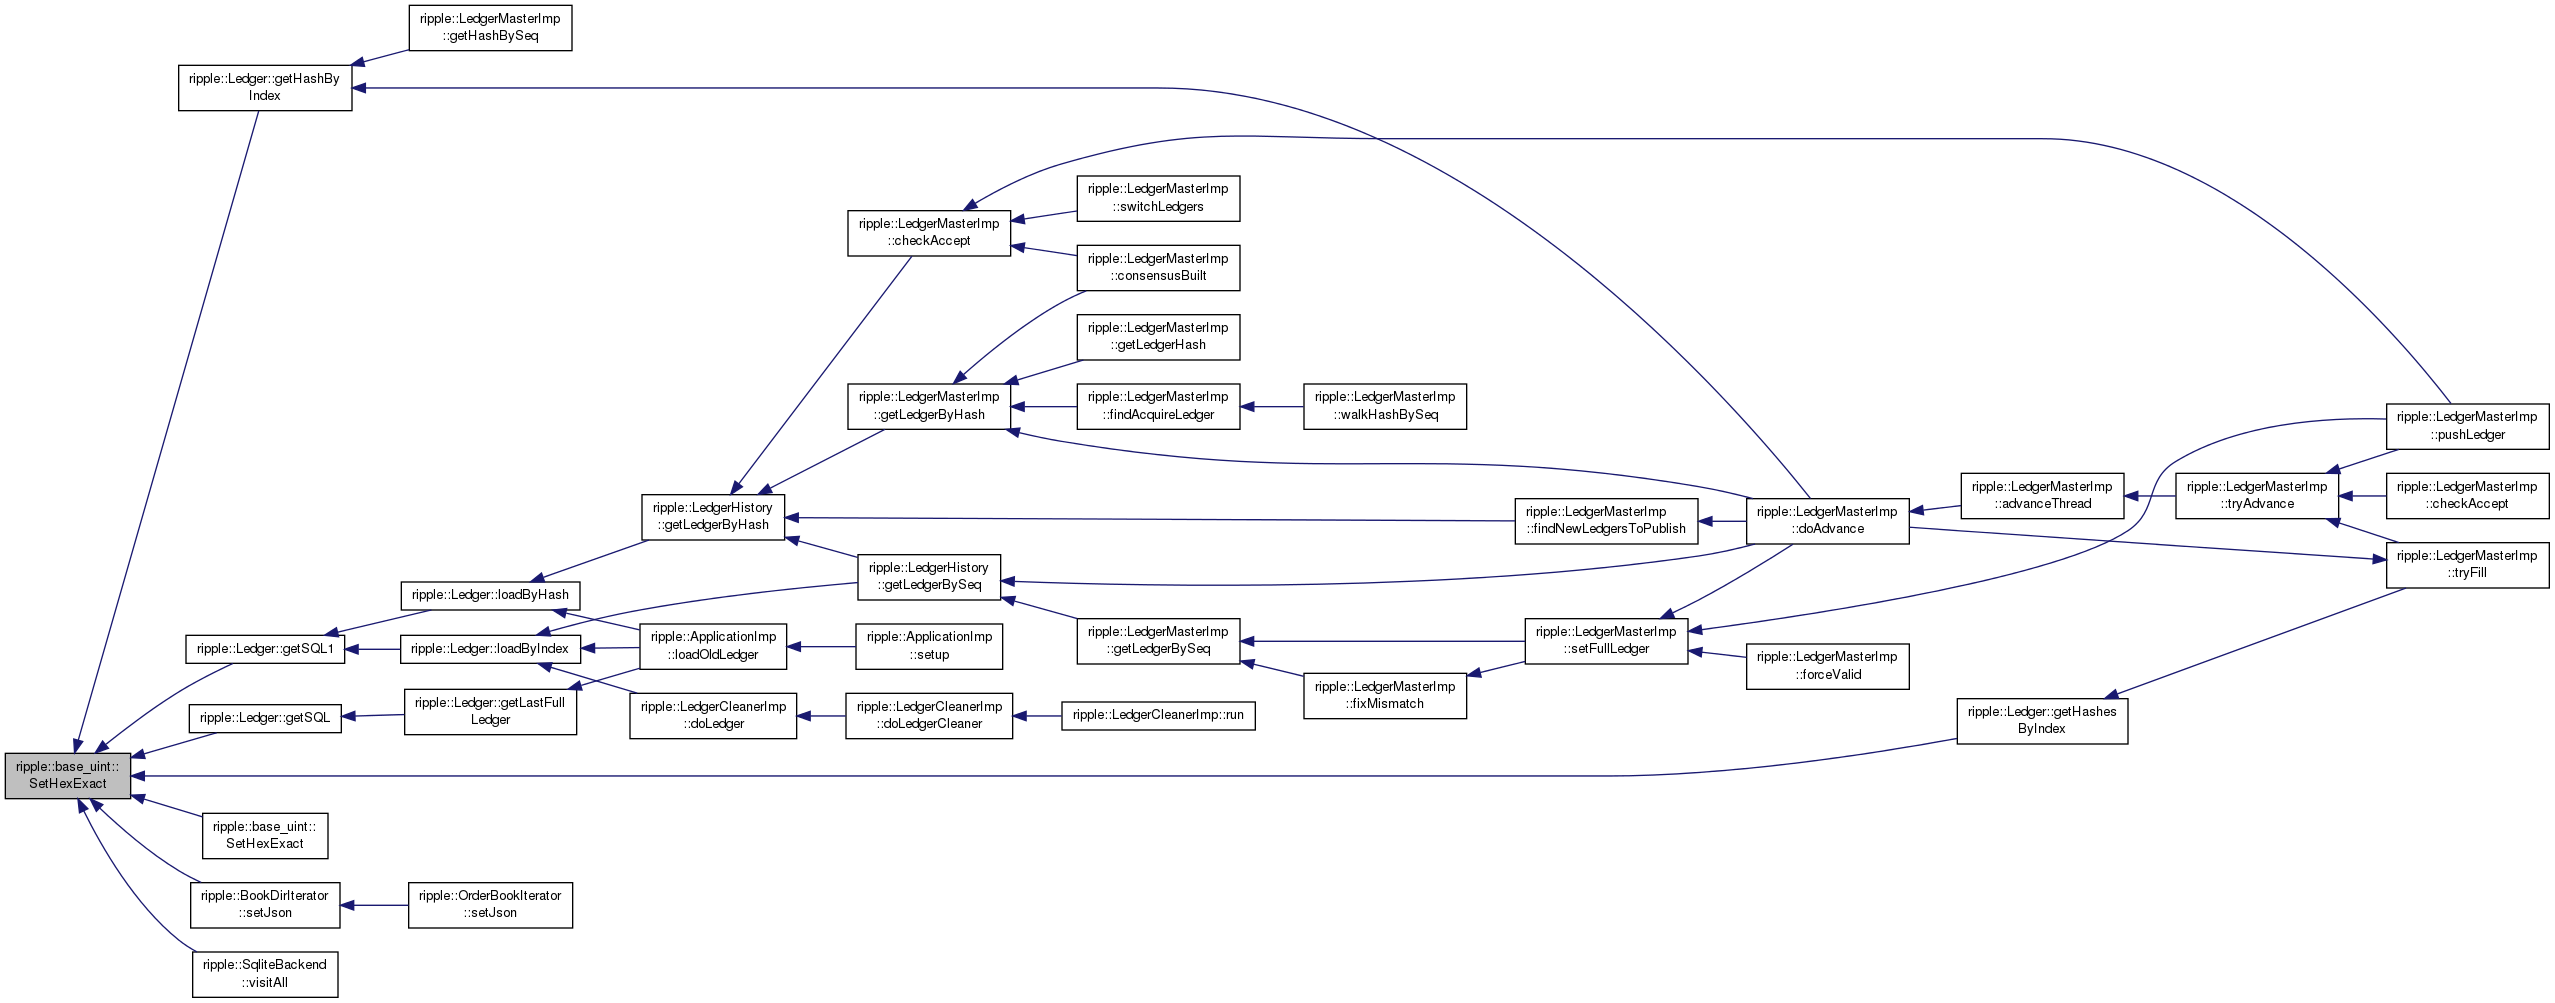 ripple::LedgerMasterImp
::getHashBySeq
ripple::Ledger::getHashBy
Index
ripple::LedgerMasterImp
::switchLedgers
ripple::LedgerMasterImp
::checkAccept
ripple::LedgerMasterImp
::consensusBuilt
ripple::LedgerMasterImp
::getLedgerHash
ripple::LedgerMasterImp
::getLedgerByHash
ripple::LedgerMasterImp
::findAcquireLedger
ripple::LedgerMasterImp
::walkHashBySeq
ripple::LedgerMasterImp
::pushLedger
ripple::LedgerHistory
::getLedgerByHash
ripple::LedgerMasterImp
::findNewLedgersToPublish
ripple::LedgerMasterImp
::doAdvance
ripple::LedgerMasterImp
::advanceThread
ripple::LedgerMasterImp
::tryAdvance
ripple::LedgerMasterImp
::checkAccept
ripple::LedgerMasterImp
::tryFill
ripple::LedgerHistory
::getLedgerBySeq
ripple::Ledger::loadByHash
ripple::Ledger::getSQL1
ripple::Ledger::loadByIndex
ripple::ApplicationImp
::loadOldLedger
ripple::ApplicationImp
::setup
ripple::LedgerMasterImp
::getLedgerBySeq
ripple::LedgerMasterImp
::setFullLedger
ripple::LedgerMasterImp
::forceValid
ripple::LedgerMasterImp
::fixMismatch
ripple::Ledger::getSQL
ripple::Ledger::getLastFull
Ledger
ripple::LedgerCleanerImp
::doLedger
ripple::LedgerCleanerImp
::doLedgerCleaner
ripple::LedgerCleanerImp::run
ripple::Ledger::getHashes
ByIndex
ripple::base_uint::
SetHexExact
ripple::base_uint::
SetHexExact
ripple::BookDirIterator
::setJson
ripple::OrderBookIterator
::setJson
ripple::SqliteBackend
::visitAll